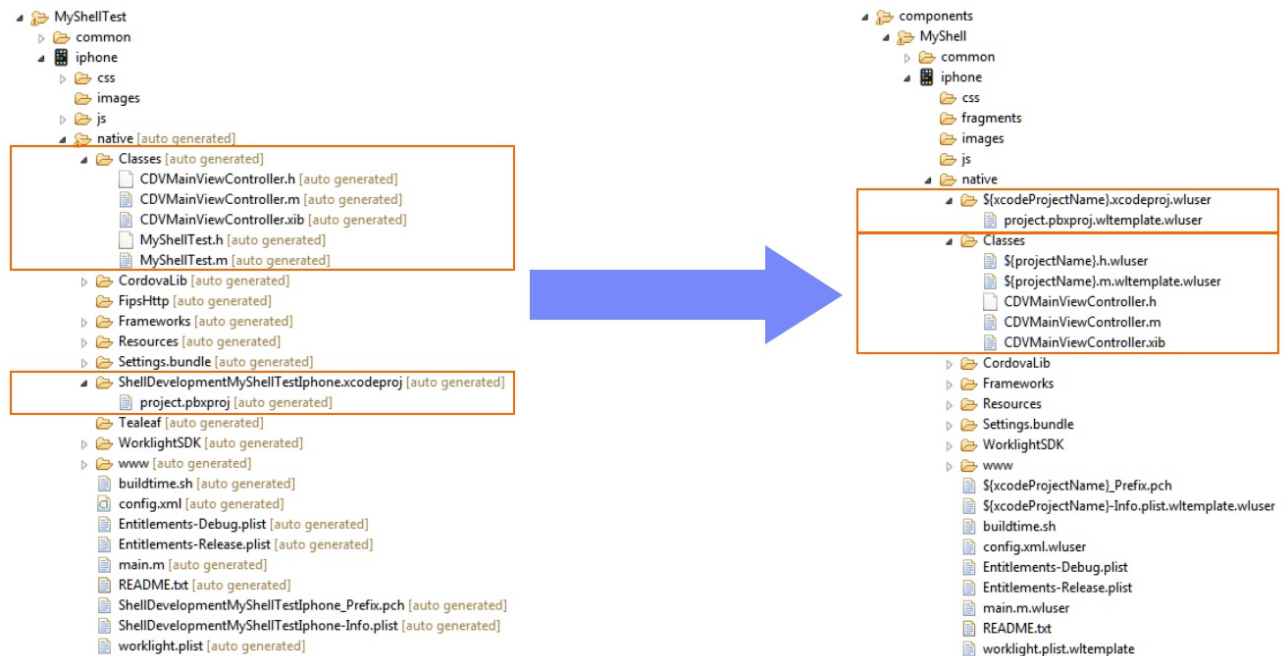 MyShellTest
common
iphone
css
images
js
native [auto generated]
Classes [auto generated]
CDVMainViewController.h [auto generated]
CDVMainViewController.m [auto generated]
CDVMainViewController.xib [auto generated]
MyShellTest.h [auto generated]
MyShellTest.m [auto generated]
CordovaLib [auto generated]
FipsHttp [auto generated]
Frameworks [auto generated]
Resources [auto generated]
Settings.bundle [auto generated]
ShellDevelopmentMyShellTestIphone.xcodeproj [auto generated]
project.pbxproj [auto generated]
Tealeaf [auto generated]
WorklightSDK [auto generated]
www [auto generated]
buildtime.sh [auto generated]
config.xml [auto generated]
Entitlements-Debug.plist [auto generated]
Entitlements-Release.plist [auto generated]
main.m [auto generated]
README.txt [auto generated]
ShellDevelopmentMyShellTestIphone_Prefix.pch [auto generated]
ShellDevelopmentMyShellTestIphone-Info.plist [auto generated]
worklight.plist [auto generated]
components
MyShell
common
iphone
css
fragments
images
js
native
${xcodeProjectName}.xcodeproj.wluser
project.pbxproj.wltemplate.wluser
Classes
${projectName}.h.wluser
${projectName}.m.wltemplate.wluser
CDVMainViewController.h
CDVMainViewController.m
CDVMainViewController.xib
CordovaLib
Frameworks
Resources
Settings.bundle
WorklightSDK
www
${xcodeProjectName}_Prefix.pch
${xcodeProjectName}-Info.plist.wltemplate.wluser
buildtime.sh
config.xml.wluser
Entitlements-Debug.plist
Entitlements-Release.plist
main.m.wluser
README.txt
worklight.plist.wltemplate